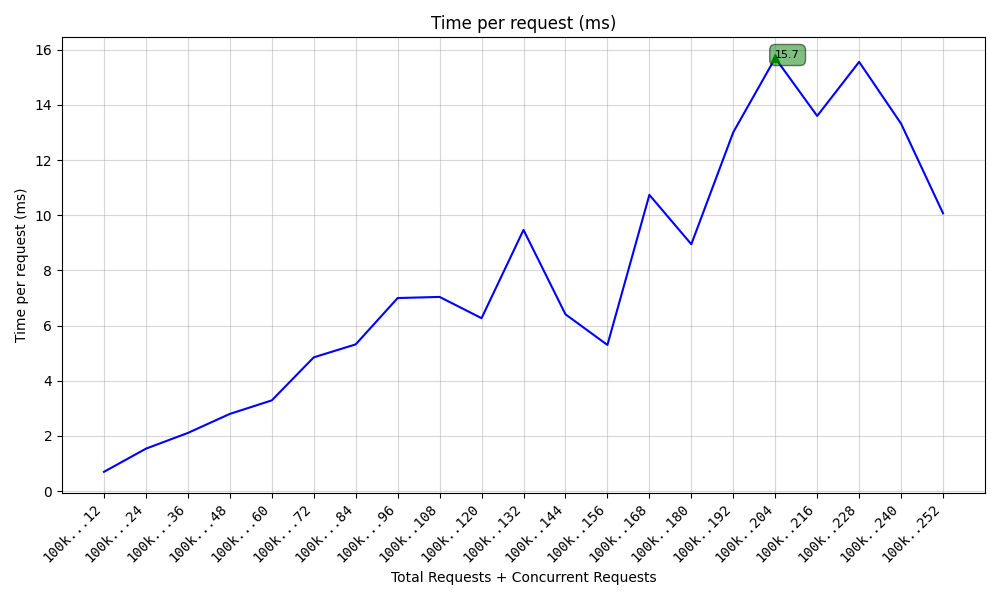 Time per request (ms)
Time per request (ms)
16
14
12
10
8
6
4
2
0
15.7
100k...12
100k...24
100k...36
100k...48
100k...60
100k...72
100k...84
100k...96
100k..108
100k..120
100k..132
100k..144
100k..156
100k..168
100k..180
100k..192
100k..204
100k..216
100k..228
100k..240
100k..252
Total Requests + Concurrent Requests